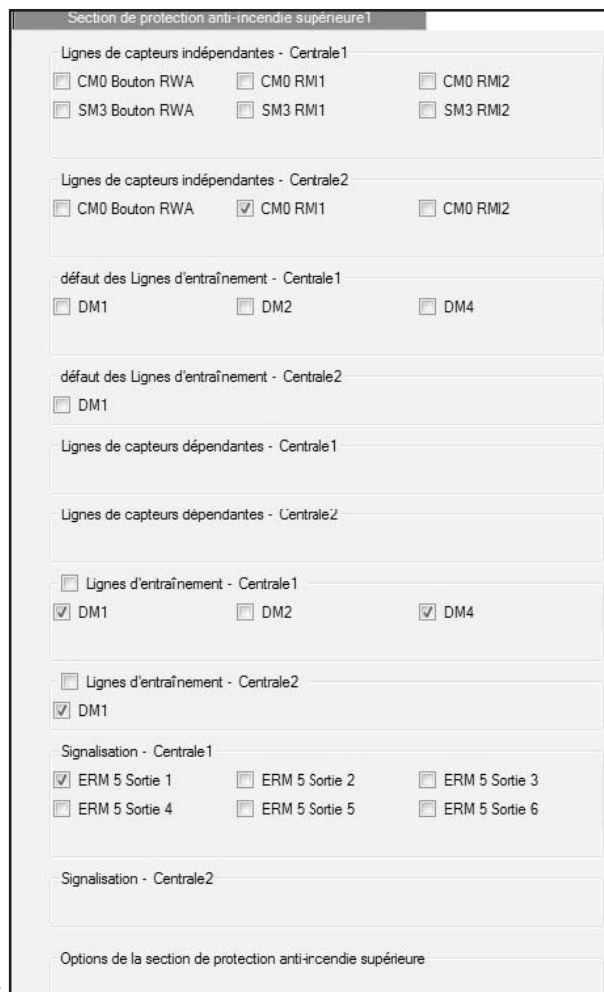 Section de protection anti-incendie supérieure1
Lignes de capteurs indépendantes - Centrale1
CM0 Bouton RWA CM0 RM1 CM0 RMI2
SM3 Bouton RWA SM3 RM1 SM3 RMI2
Lignes de capteurs indépendantes - Centrale2
CM0 Bouton RWA CM0 RM1 CM0 RMI2
défaut des Lignes d'entraînement - Centrale1
DM1 DM2 DM4
défaut des Lignes d'entraînement - Centrale2
DM1
Lignes de capteurs dépendantes - Centrale1
Lignes de capteurs dépendantes - Centrale2
Lignes d'entraînement - Centrale1
DM1 DM2 DM4
Lignes d'entraînement - Centrale2
DM1
Signalisation - Centrale1
ERM 5 Sortie 1 ERM 5 Sortie 2 ERM 5 Sortie 3
ERM 5 Sortie 4 ERM 5 Sortie 5 ERM 5 Sortie 6
Signalisation - Centrale2
Options de la section de protection anti-incendie supérieure